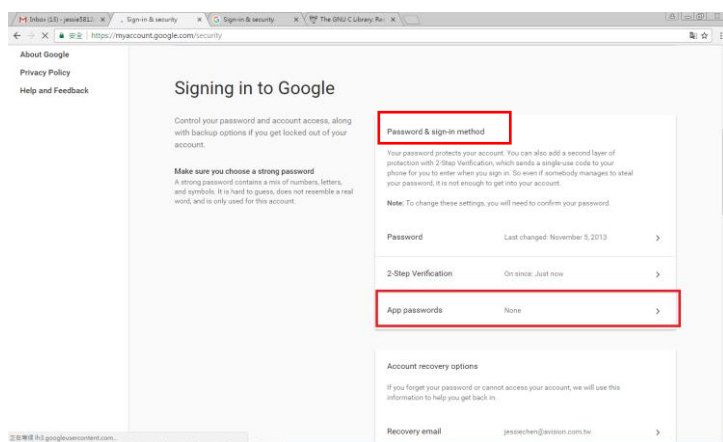 Inbox (13) - jessie5812
Sign-in & security
Sign-in & security
The GNU C Library: Re
安全 https://myaccount.google.com/security
About Google
Privacy Policy
Help and Feedback
Signing in to Google
Control your password and account access, along
with backup options if you get locked out of your
account.
Make sure you choose a strong password
A strong password contains a mix of numbers, letters,
and symbols. It is hard to guess, does not resemble a real
word, and is only used for this account.
Password & sign-in method
Your password protects your account. You can also add a second layer of
protection with 2-Step Verification, which sends a single-use code to your
phone for you to enter when you sign in. So even if somebody manages to steal
your password, it is not enough to get into your account.
Note: To change these settings, you will need to confirm your password.
Password Last changed: November 5, 2013
2-Step Verification On since: Just now
App passwords None
Account recovery options
If you forget your password or cannot access your account, we will use this
information to help you get back in.
Recovery email jessiechen@avision.com.tw
lh3.googleusercontent.com...